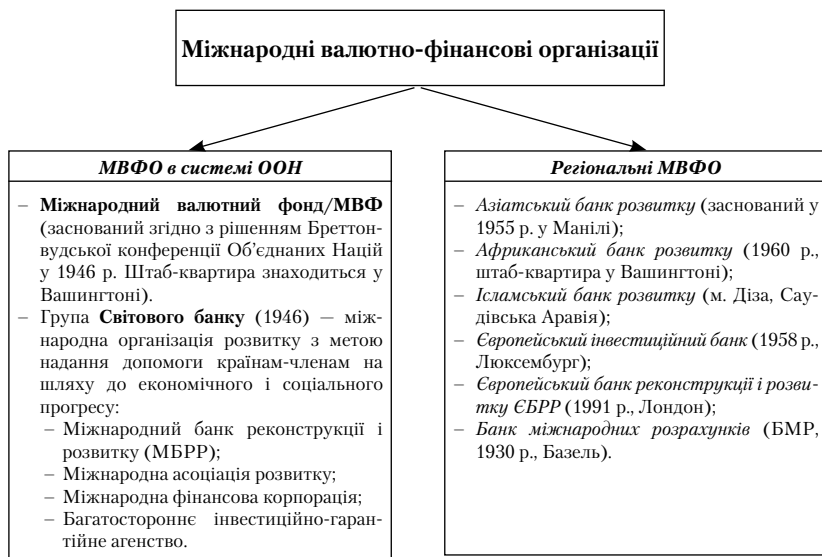 Міжнародні валютно-фінансові організації
МВФО в системі ООН
– Міжнародний валютний фонд/МВФ
(заснований згідно з рішенням Бреттон-
вудської конференції Об’єднаних Націй
у 1946 р. Штаб-квартира знаходиться у
Вашингтоні).
– Група Світового банку (1946) — між-
народна організація розвитку з метою
надання допомоги країнам-членам на
шляху до економічного і соціального
прогресу:
– Міжнародний банк реконструкції і
розвитку (МБРР);
– Міжнародна асоціація розвитку;
– Міжнародна фінансова корпорація;
– Багатостороннє інвестиційно-гаран-
тійне агенство.
Регіональні МВФО
– Азіатський банк розвитку (заснований у
1955 р. у Манілі);
– Африканський банк розвитку (1960 р.,
штаб-квартира у Вашингтоні);
– Ісламський банк розвитку (м. Діза, Сау-
дівська Аравія);
– Європейський інвестиційний банк (1958 р.,
Люксембург);
– Європейський банк реконструкції і розви-
тку ЄБРР (1991 р., Лондон);
– Банк міжнародних розрахунків (БМР,
1930 р., Базель).